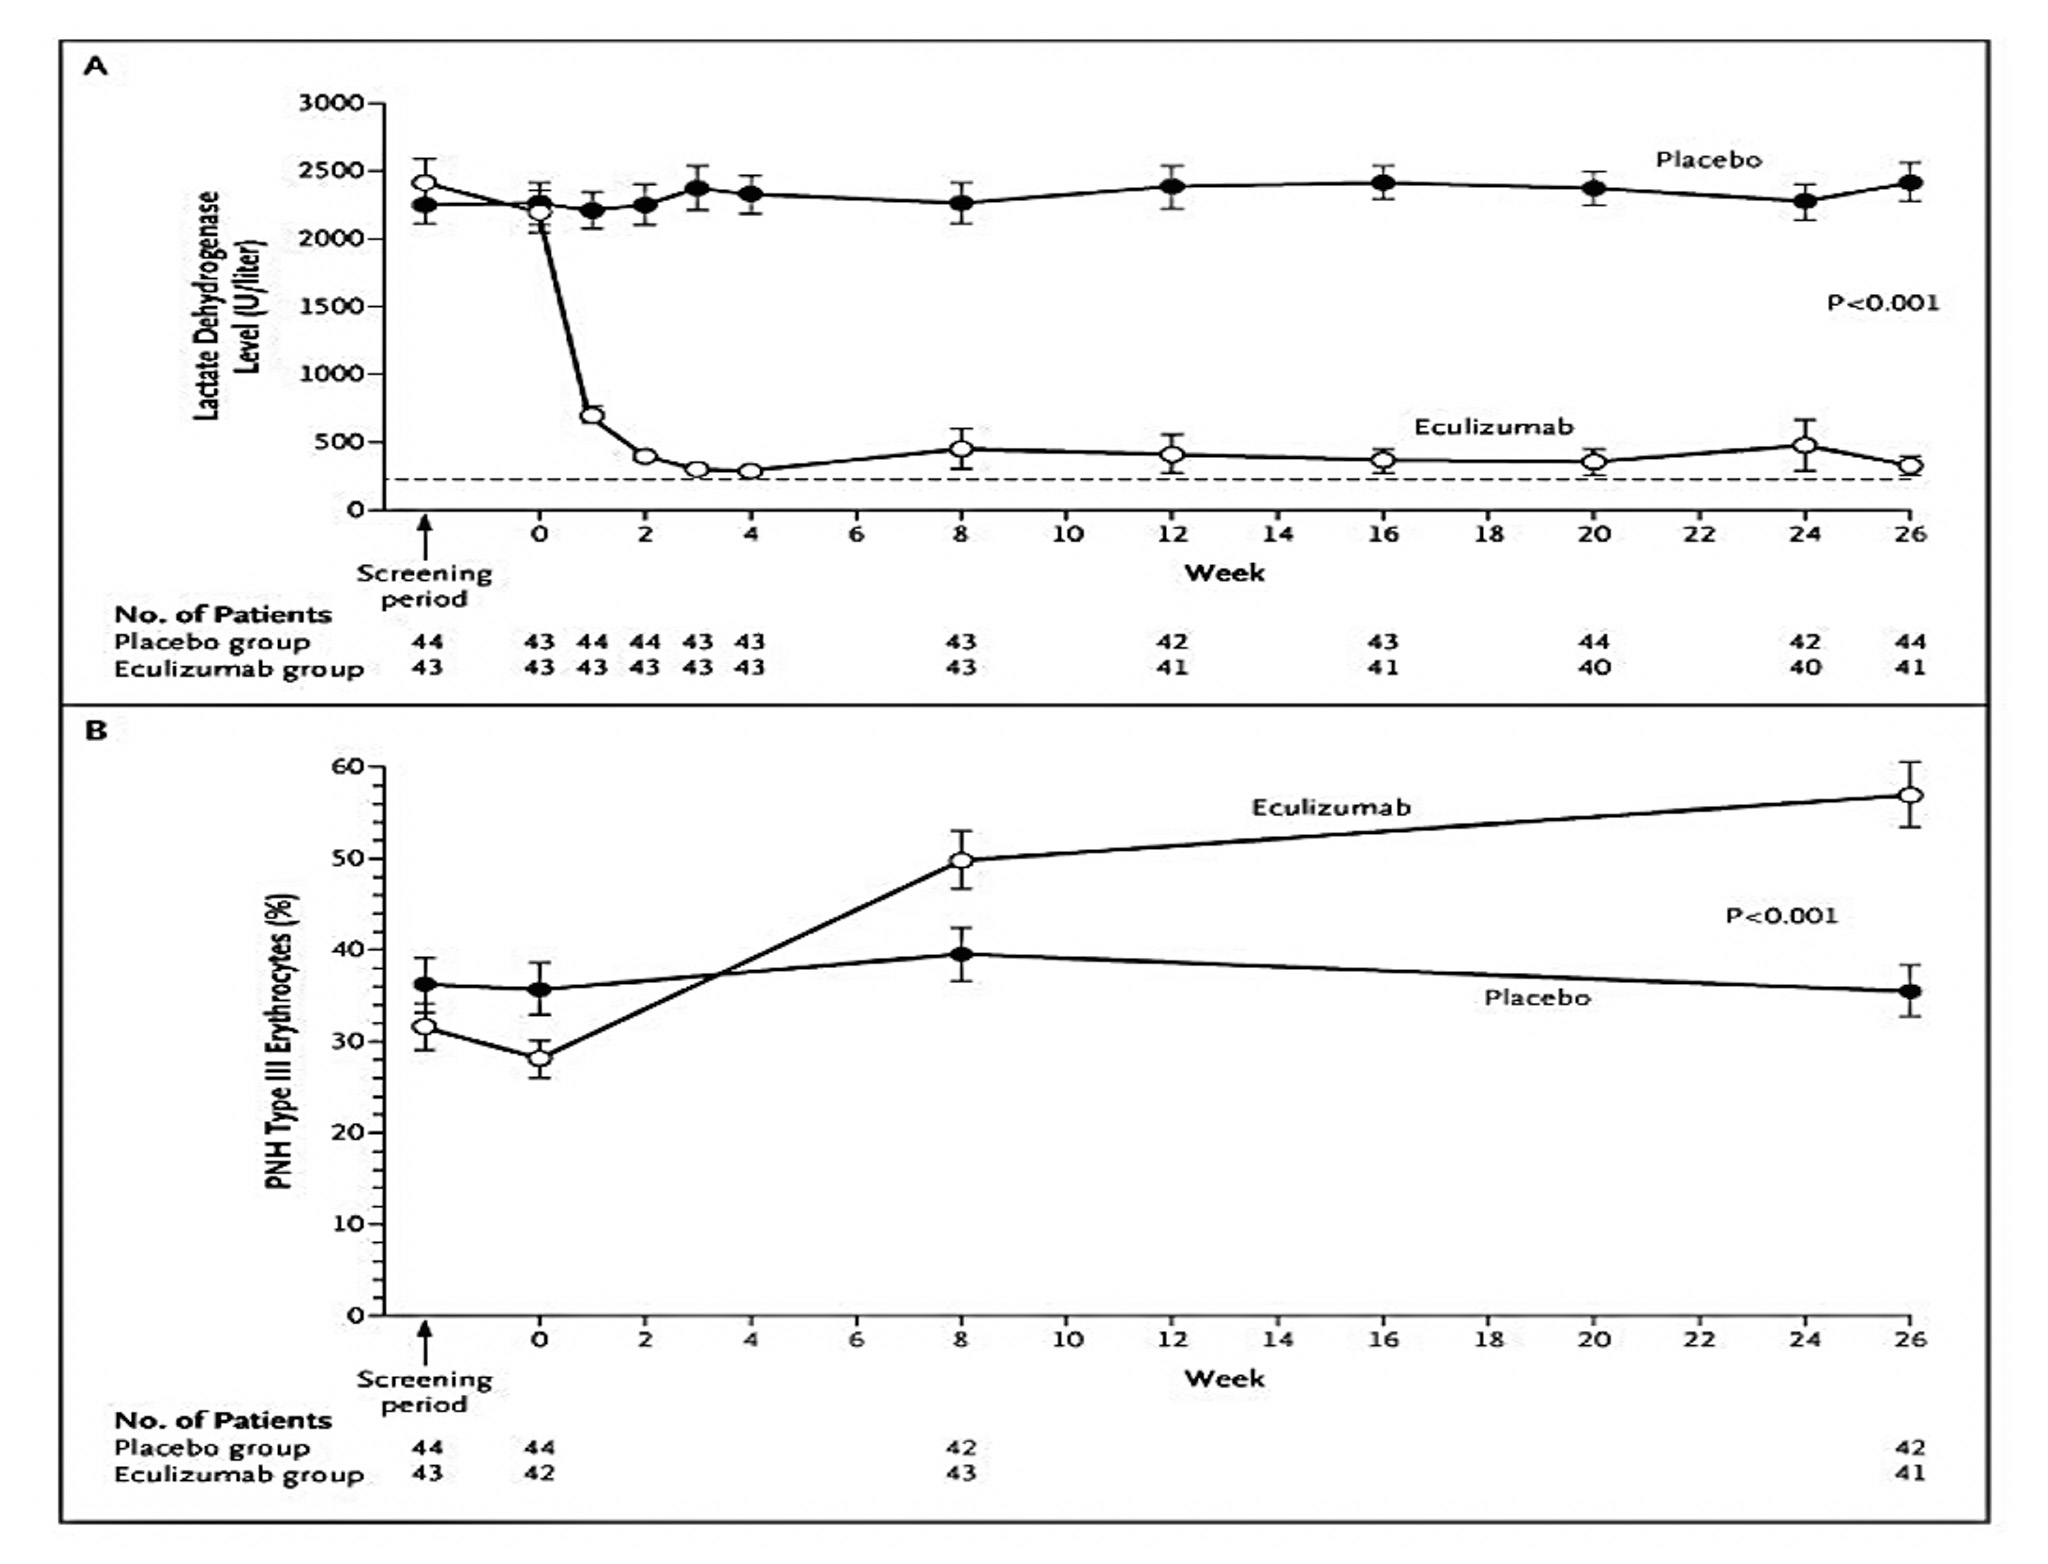 A
3000
2500
2000
1500
1000
500
0
Lactate Dehydrogenase
Level (U/liter)
Placebo
P<0.001
Eculizumab
0 2 4 6 8 10 12 14 16 18 20 22 24 26
Screening
period
Week
No. of Patients
Placebo group 44 43 44 44 43 43 43 42 43 44 42 44
Eculizumab group 43 43 43 43 43 43 43 41 41 40 40 41
B
60
50
40
30
20
10
0
PNH Type III Erythrocytes (%)
Eculizumab
P<0.001
Placebo
0 2 4 6 8 10 12 14 16 18 20 22 24 26
Screening
period
Week
No. of Patients
Placebo group 44 44 42 42
Eculizumab group 43 42 43 41